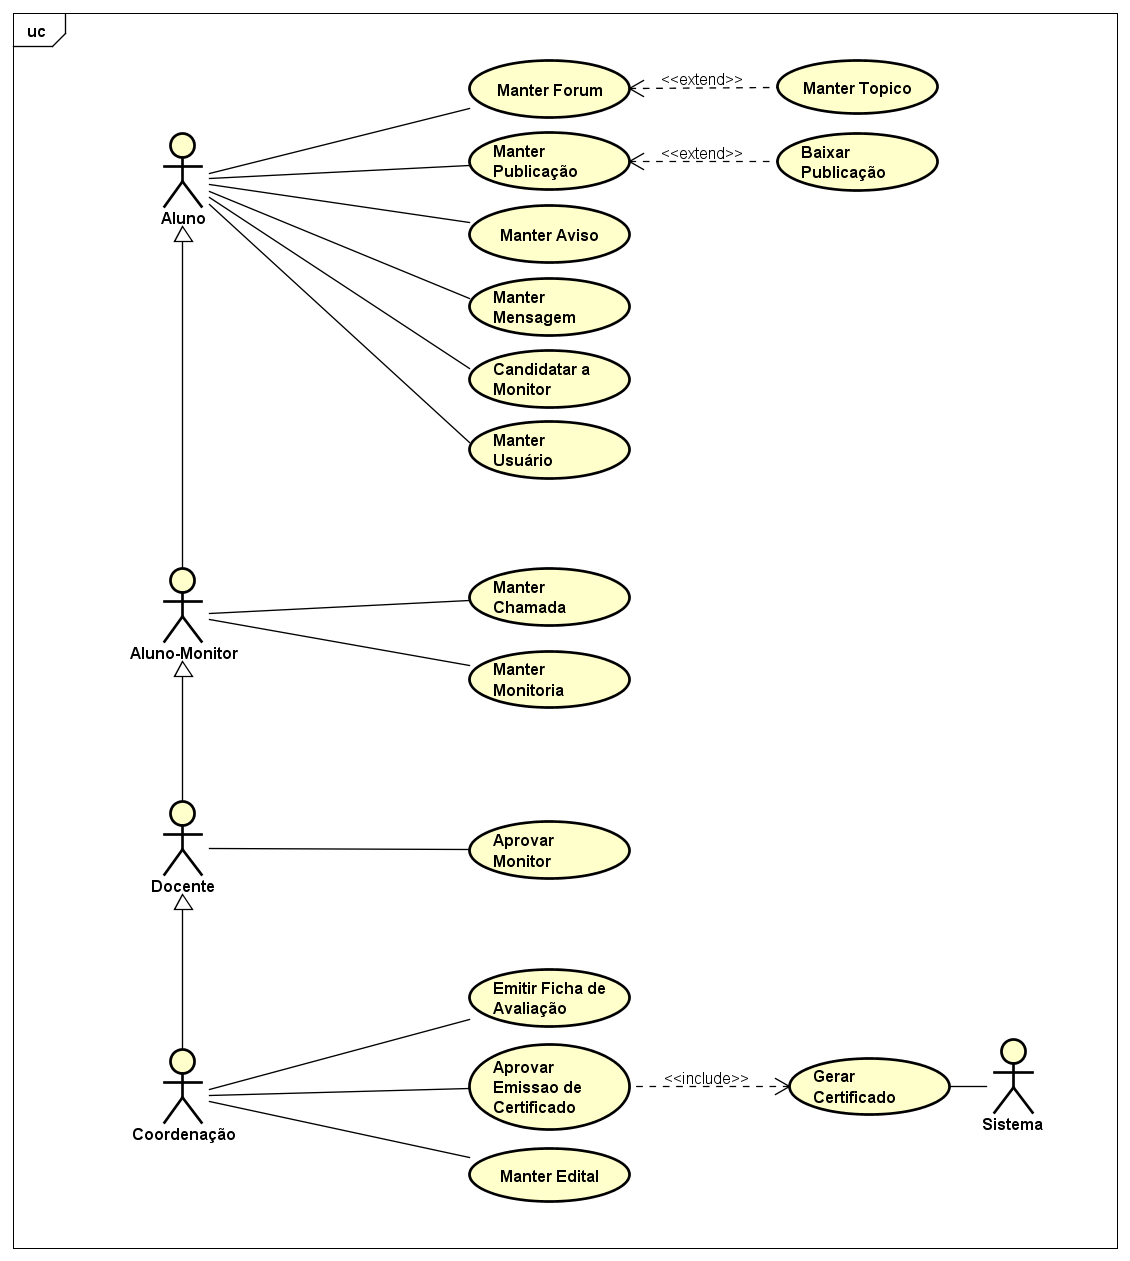 uc
Manter Forum
<<extend>>
Manter Topico
Manter
Publicação
<<extend>>
Baixar
Publicação
Aluno
Manter Aviso
Manter
Mensagem
Candidatar a
Monitor
Manter
Usuário
Manter
Chamada
Aluno-Monitor
Manter
Monitoria
Aprovar
Monitor
Docente
Emitir Ficha de
Avaliação
Aprovar
Emissao de
Certificado
<<include>>
Gerar
Certificado
Sistema
Coordenação
Manter Edital